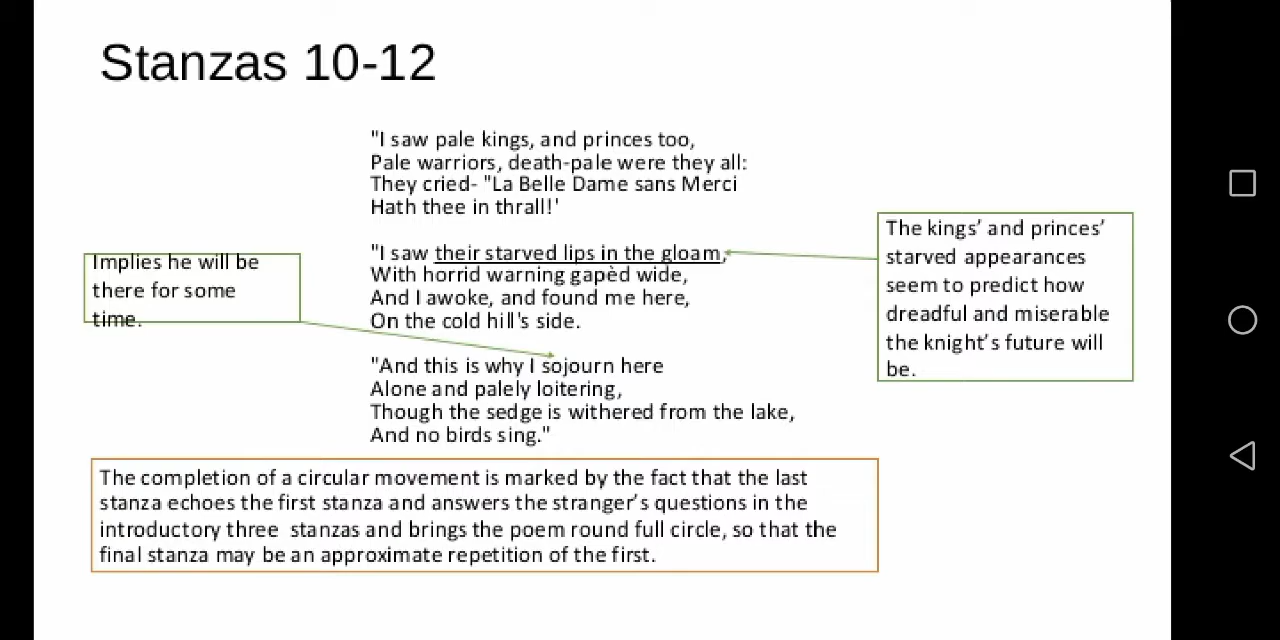 Stanzas 10-12
"I saw pale kings, and princes too,
Pale warriors, death-pale were they all:
They cried- "La Belle Dame sans Merci
Hath thee in thrall!'
"I saw their starved lips in the gloam,
With horrid warning gapèd wide,
And I awoke, and found me here,
On the cold hill's side.
"And this is why I sojourn here
Alone and palely loitering,
Though the sedge is withered from the lake,
And no birds sing."
Implies he will be
there for some
time.
The kings' and princes'
starved appearances
seem to predict how
dreadful and miserable
the knight's future will
be.
The completion of a circular movement is marked by the fact that the last
stanza echoes the first stanza and answers the stranger's questions in the
introductory three  stanzas and brings the poem round full circle, so that the
final stanza may be an approximate repetition of the first.